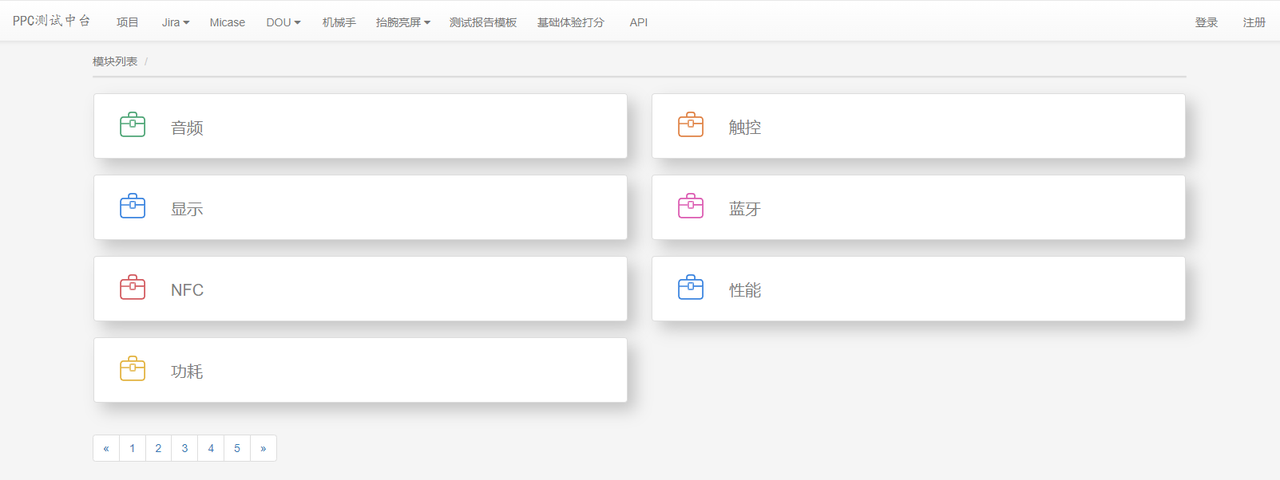 PPC测试中台 项目 Jira Micase DOU 机械手 抬腕亮屏 测试报告模板 基础体验打分 API 登录 注册
模块列表 /
音频 触控
显示 蓝牙
NFC 性能
功耗
« 1 2 3 4 5 »